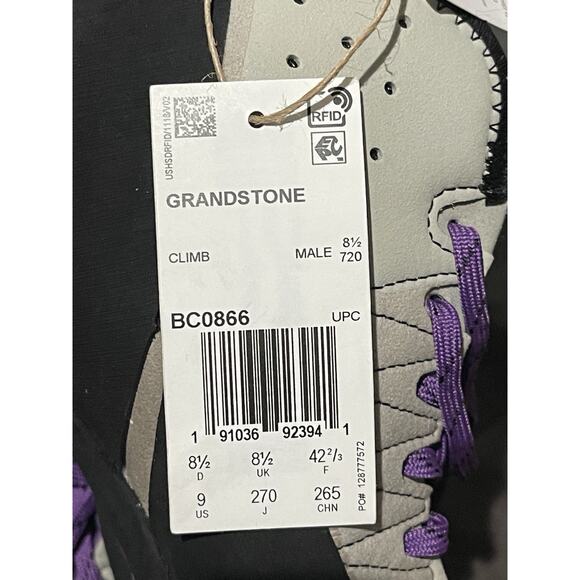 USHSDRFID/1118/V02
RFID
EPC
GRANDSTONE
CLIMB MALE 8½
720
BC0866 UPC
1 91036 92394 1
8½ 8½ 42⅔
D UK F
9 270 265
US J CHN
PO# 128777572